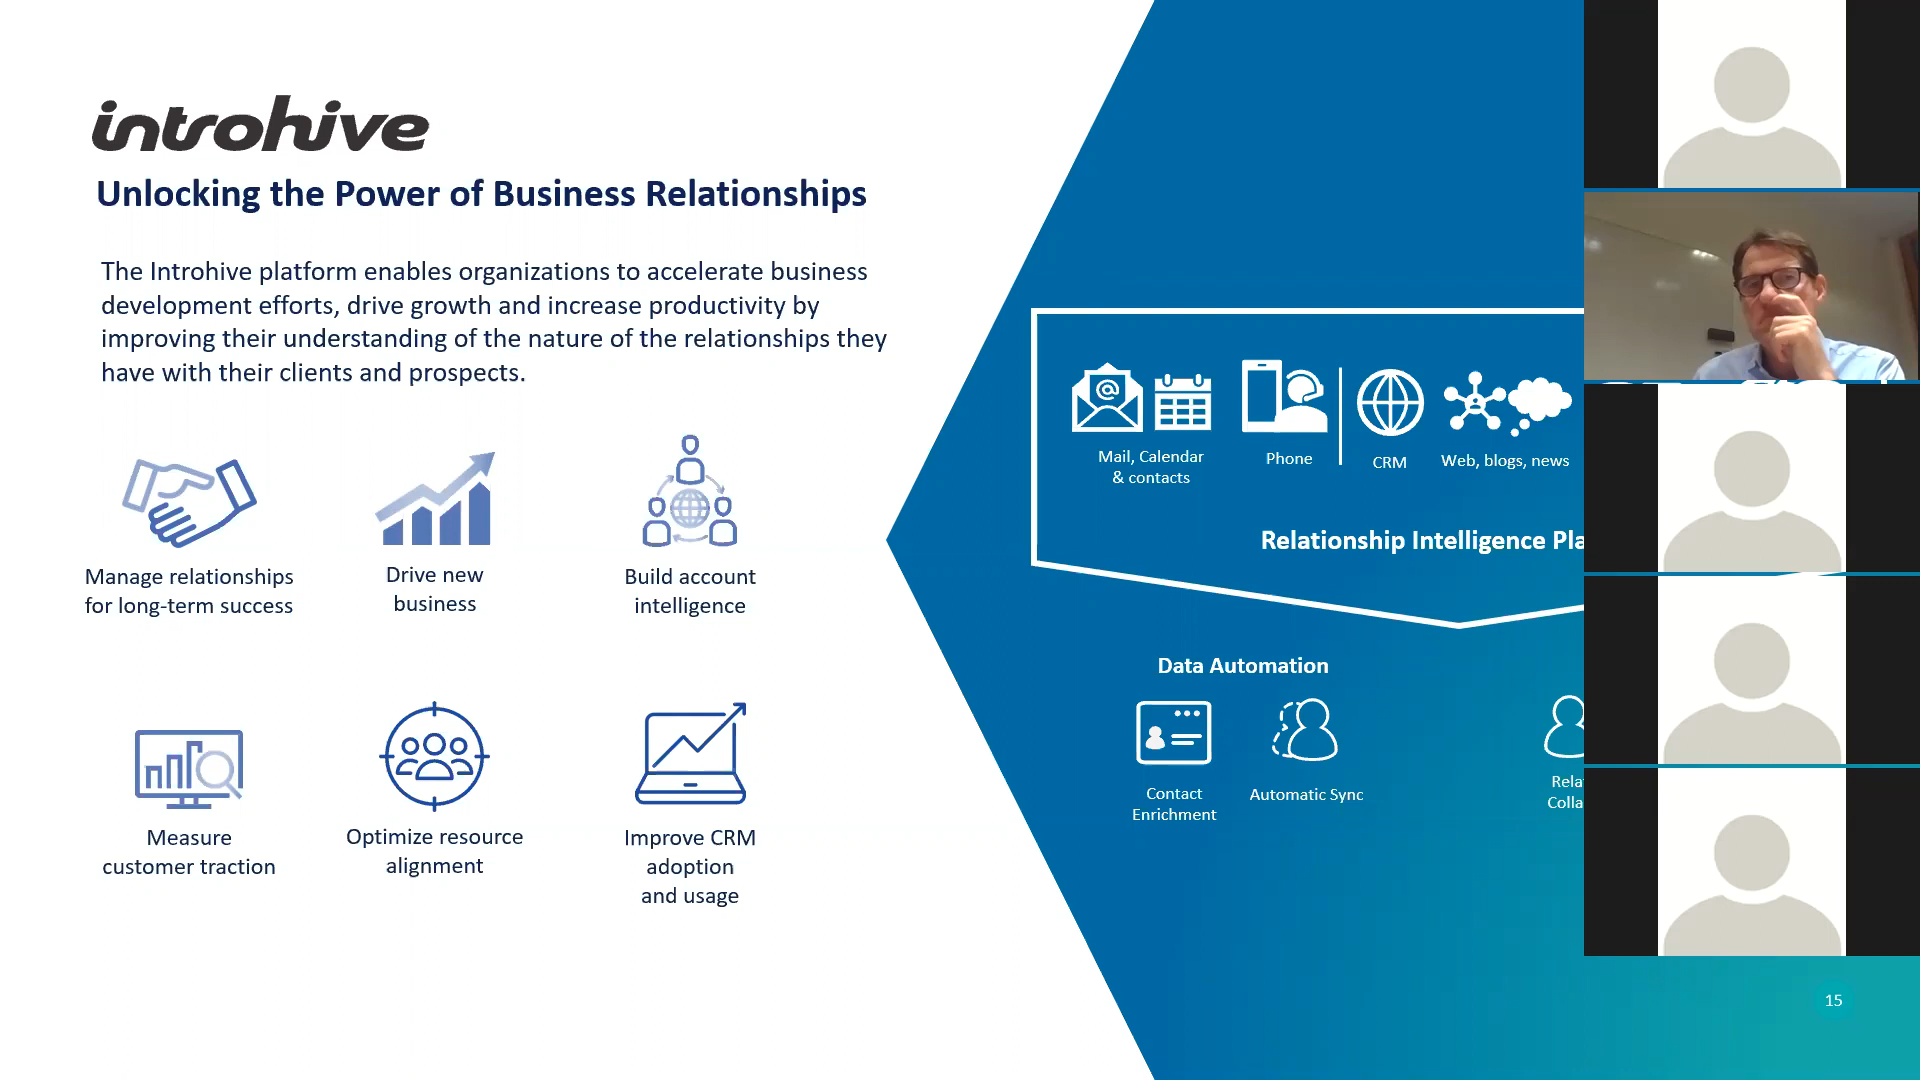 introhive
Unlocking the Power of Business Relationships
The Introhive platform enables organizations to accelerate business
development efforts, drive growth and increase productivity by
improving their understanding of the nature of the relationships they
have with their clients and prospects.
Manage relationships
for long-term success
Drive new
business
Build account
intelligence
Measure
customer traction
Optimize resource
alignment
Improve CRM
adoption
and usage
Mail, Calendar
& contacts
Phone
CRM
Web, blogs, news
Relationship Intelligence Pla
Data Automation
Contact
Enrichment
Automatic Sync
Rela
Colla
15